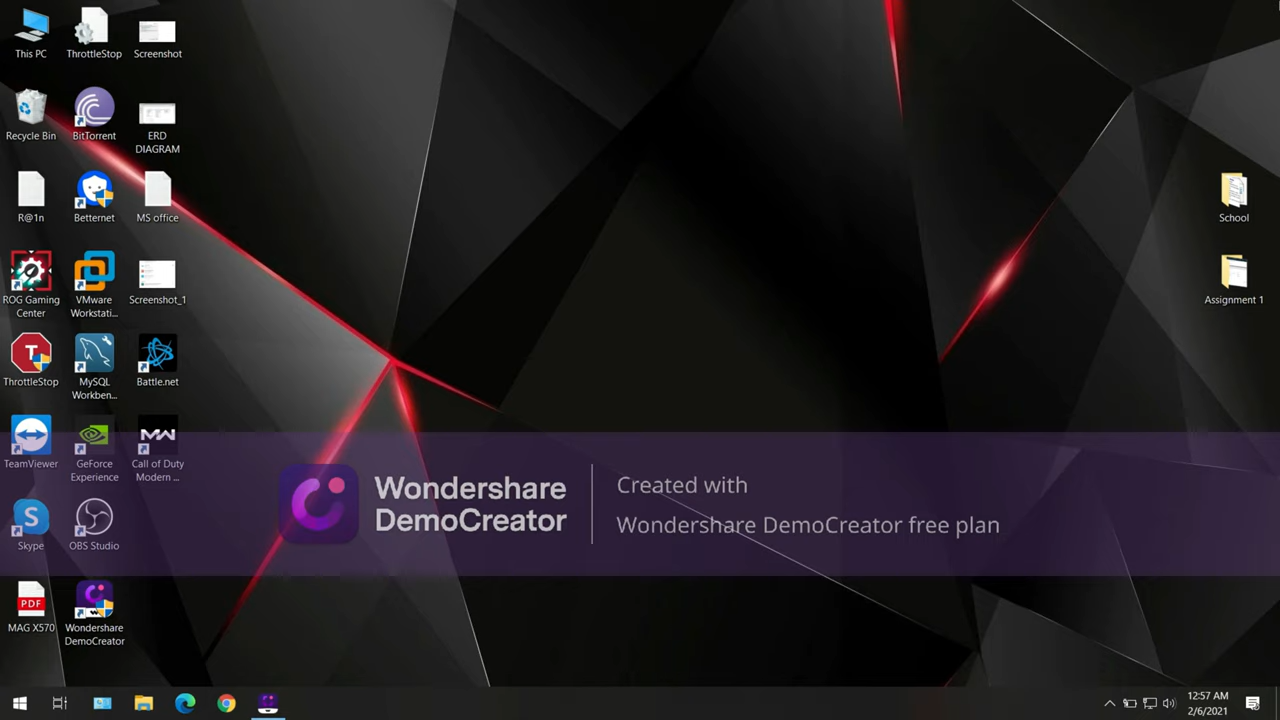 This PC
ThrottleStop
Screenshot
Recycle Bin
BitTorrent
ERD
DIAGRAM
R@1n
Betternet
MS office
ROG Gaming
Center
VMware
Workstati...
Screenshot_1
T
ThrottleStop
MySQL
Workben...
Battle.net
MW
TeamViewer
GeForce
Experience
Call of Duty
Modern ...
S
Skype
OBS Studio
PDF
MAG X570
Wondershare
DemoCreator
School
Assignment 1
Wondershare
DemoCreator
Created with
Wondershare DemoCreator free plan
12:57 AM
2/6/2021